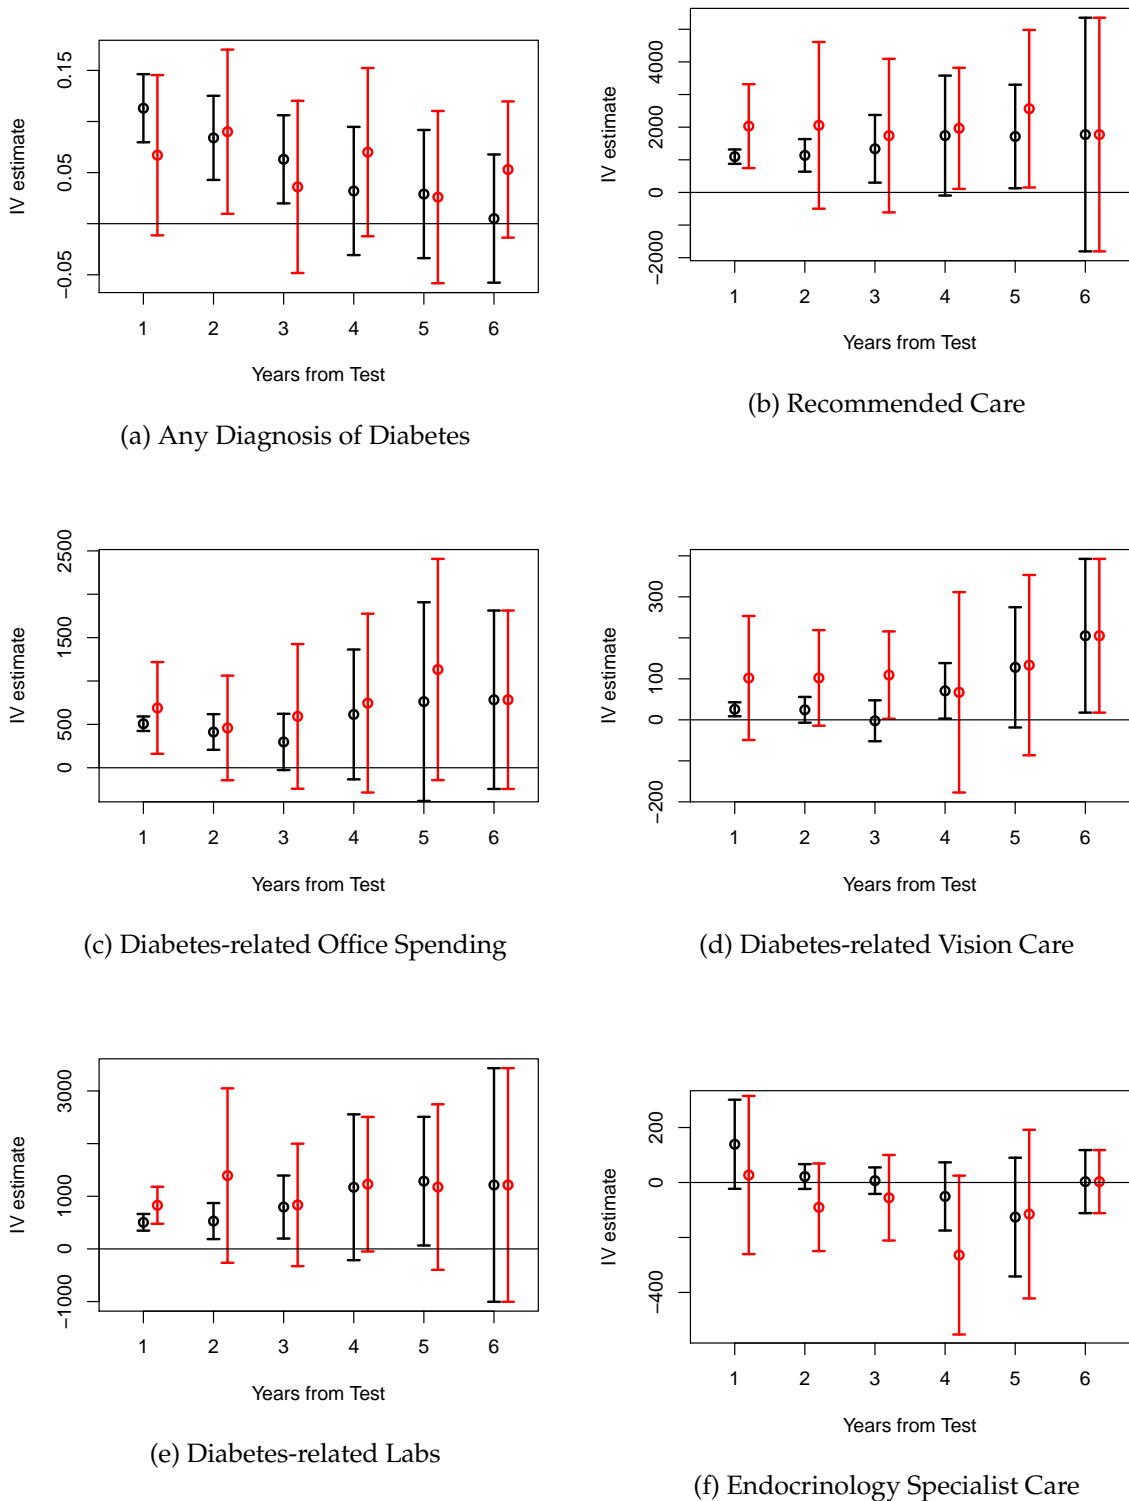 0.15
0.05
−0.05
IV estimate
1 2 3 4 5 6
Years from Test
(a) Any Diagnosis of Diabetes
4000
2000
0
−2000
IV estimate
1 2 3 4 5 6
Years from Test
(b) Recommended Care
2500
1500
500
0
IV estimate
1 2 3 4 5 6
Years from Test
(c) Diabetes-related Office Spending
300
100
0
−200
IV estimate
1 2 3 4 5 6
Years from Test
(d) Diabetes-related Vision Care
3000
1000
0
−1000
IV estimate
1 2 3 4 5 6
Years from Test
(e) Diabetes-related Labs
200
0
−400
IV estimate
1 2 3 4 5 6
Years from Test
(f) Endocrinology Specialist Care